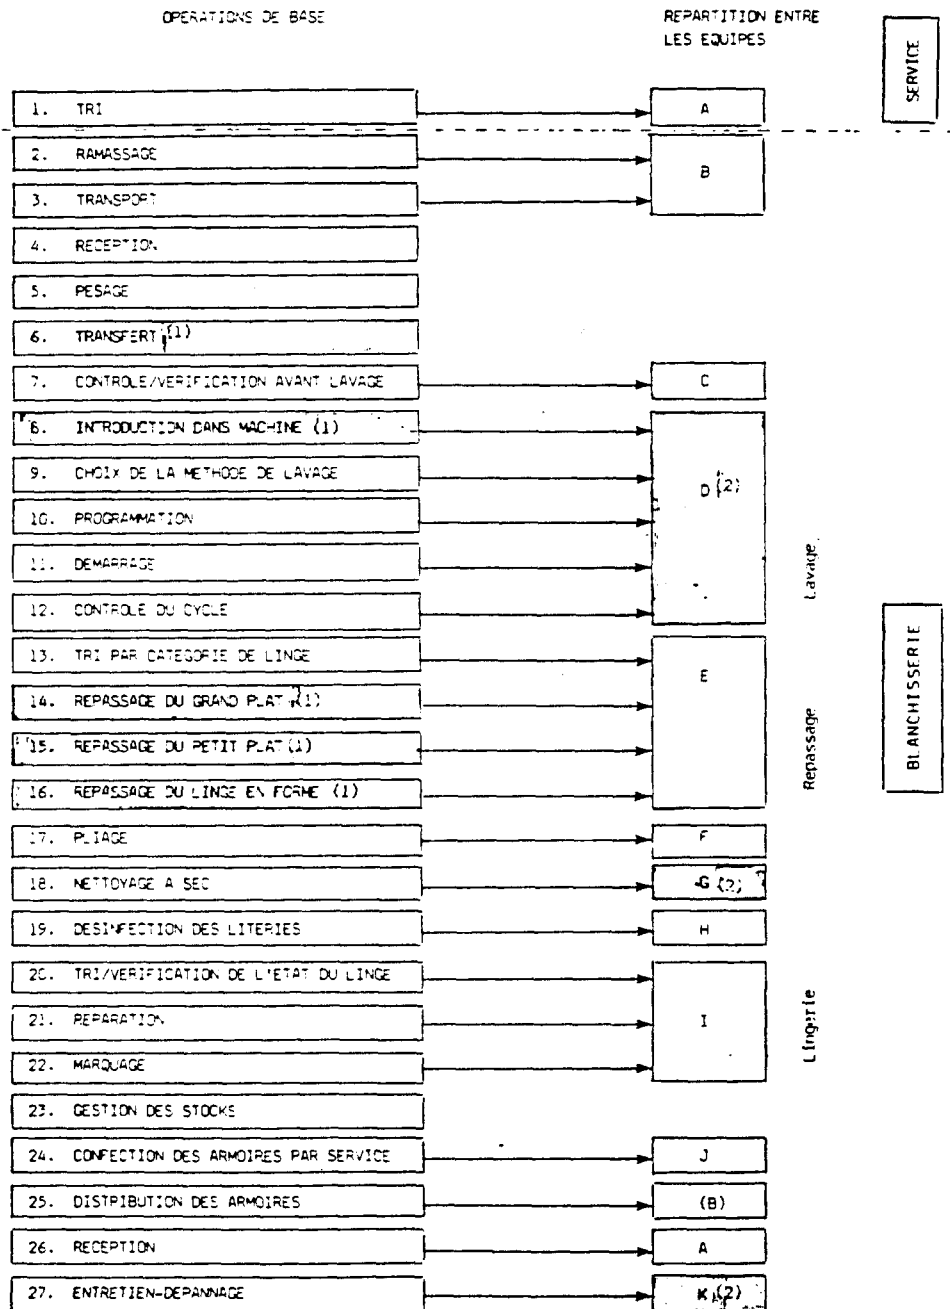 OPERATIONS DE BASE
REPARTITION ENTRE
LES EQUIPES
SERVICE
1. TRI
A
2. RAMASSAGE
B
3. TRANSPORT
4. RECEPTION
5. PESAGE
6. TRANSFERT (1)
7. CONTROLE/VERIFICATION AVANT LAVAGE
C
8. INTRODUCTION DANS MACHINE (1)
9. CHOIX DE LA METHODE DE LAVAGE
D (2)
10. PROGRAMMATION
11. DEMARRAGE
Lavage
12. CONTROLE DU CYCLE
13. TRI PAR CATEGORIE DE LINGE
E
BLANCHISSERIE
14. REPASSAGE DU GRAND PLAT (1)
15. REPASSAGE DU PETIT PLAT (1)
Repassage
16. REPASSAGE DU LINGE EN FORME (1)
17. PLIAGE
F
18. NETTOYAGE A SEC
G (2)
19. DESINFECTION DES LITERIES
H
20. TRI/VERIFICATION DE L'ETAT DU LINGE
21. REPARATION
I
Lingerie
22. MARQUAGE
23. GESTION DES STOCKS
24. CONFECTION DES ARMOIRES PAR SERVICE
J
25. DISTRIBUTION DES ARMOIRES
(B)
26. RECEPTION
A
27. ENTRETIEN-DEPANNAGE
K (2)